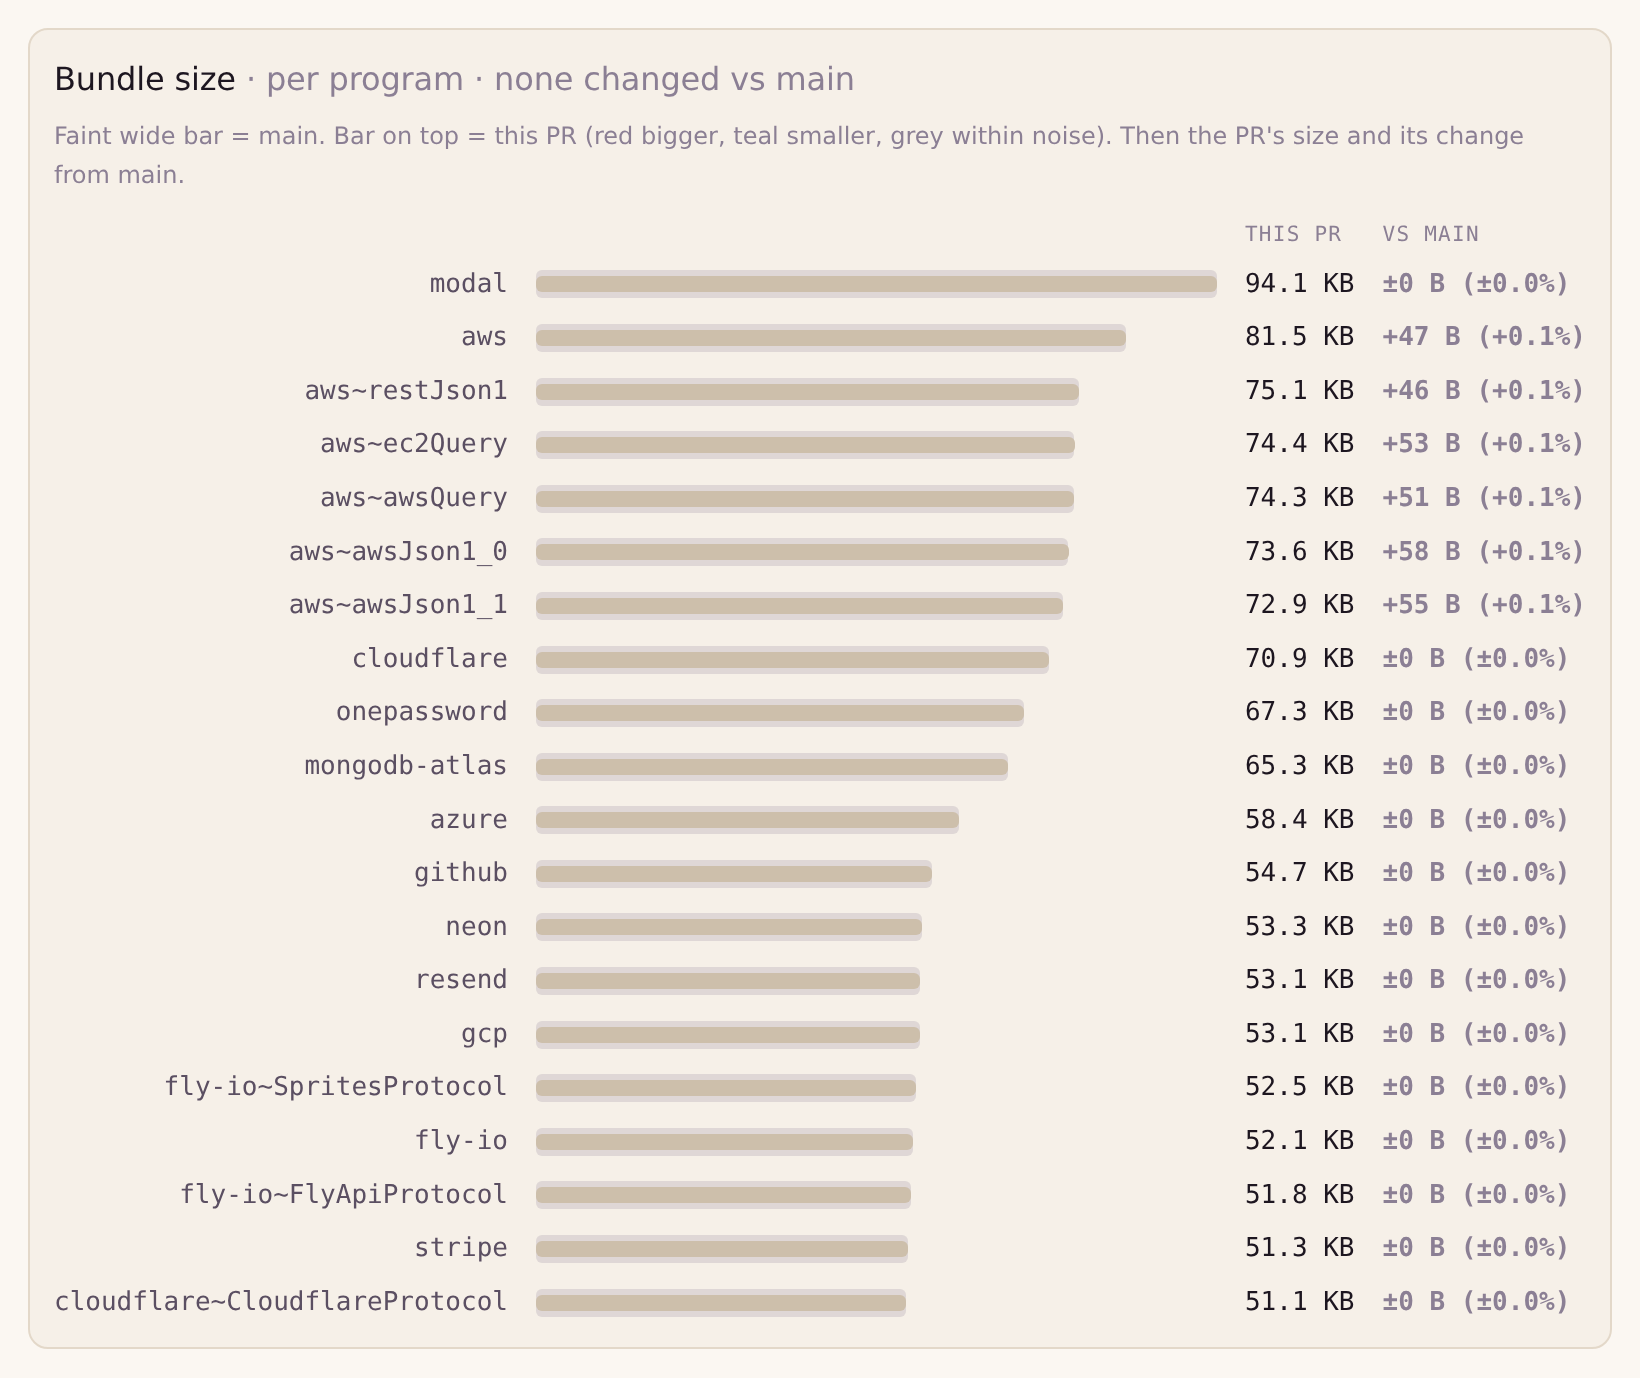 Bundle size · per program · none changed vs main
Faint wide bar = main. Bar on top = this PR (red bigger, teal smaller, grey within noise). Then the PR's size and its change
from main.
THIS PR VS MAIN
modal 94.1 KB ±0 B (±0.0%)
aws 81.5 KB +47 B (+0.1%)
aws~restJson1 75.1 KB +46 B (+0.1%)
aws~ec2Query 74.4 KB +53 B (+0.1%)
aws~awsQuery 74.3 KB +51 B (+0.1%)
aws~awsJson1_0 73.6 KB +58 B (+0.1%)
aws~awsJson1_1 72.9 KB +55 B (+0.1%)
cloudflare 70.9 KB ±0 B (±0.0%)
onepassword 67.3 KB ±0 B (±0.0%)
mongodb-atlas 65.3 KB ±0 B (±0.0%)
azure 58.4 KB ±0 B (±0.0%)
github 54.7 KB ±0 B (±0.0%)
neon 53.3 KB ±0 B (±0.0%)
resend 53.1 KB ±0 B (±0.0%)
gcp 53.1 KB ±0 B (±0.0%)
fly-io~SpritesProtocol 52.5 KB ±0 B (±0.0%)
fly-io 52.1 KB ±0 B (±0.0%)
fly-io~FlyApiProtocol 51.8 KB ±0 B (±0.0%)
stripe 51.3 KB ±0 B (±0.0%)
cloudflare~CloudflareProtocol 51.1 KB ±0 B (±0.0%)